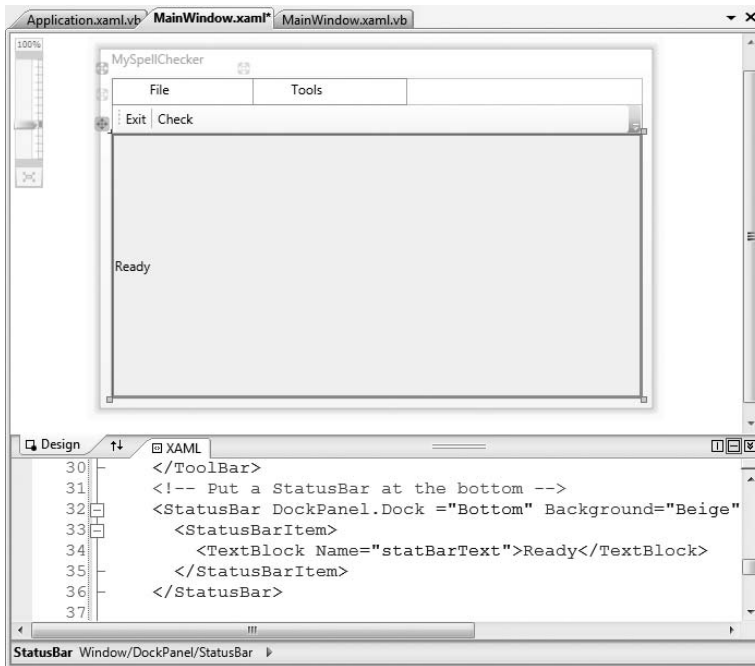 Application.xaml.vb MainWindow.xaml* MainWindow.xaml.vb
100%
MySpellChecker
File Tools
Exit Check
Ready
Design XAML
30 </ToolBar>
31 <!-- Put a StatusBar at the bottom -->
32 <StatusBar DockPanel.Dock ="Bottom" Background="Beige"
33 <StatusBarItem>
34 <TextBlock Name="statBarText">Ready</TextBlock>
35 </StatusBarItem>
36 </StatusBar>
37
StatusBar Window/DockPanel/StatusBar